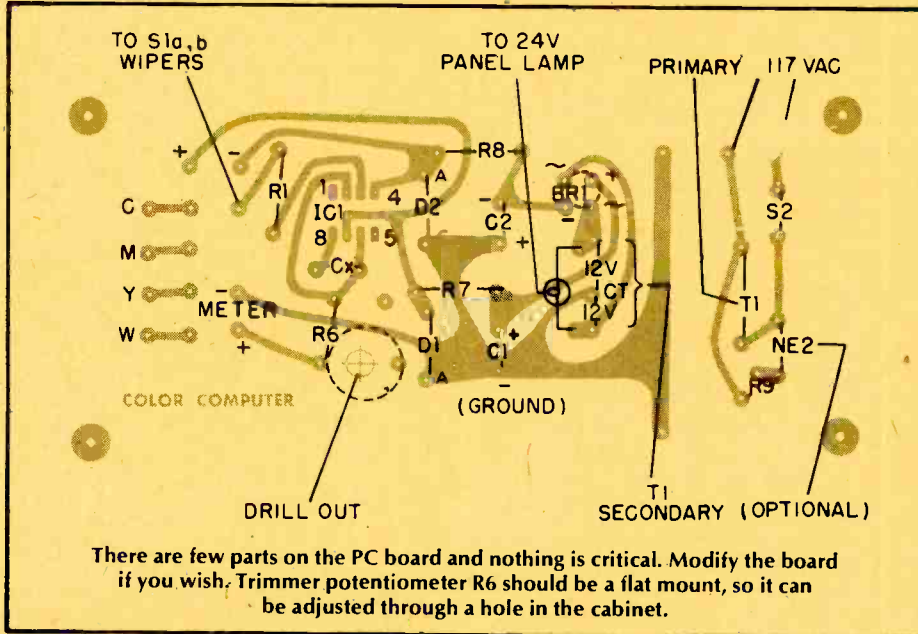 TO S1a,b
WIPERS
TO 24V
PANEL LAMP
PRIMARY
117 VAC
+
-
R8
A
R1
1
4
IC1
8
5
D2
C2
-
+
~
BR1
+
-
~
S2
C
M
Y
W
Cx
12V
CT
12V
R7
-
METER
+
R6
D1
A
C1
+
-
(GROUND)
T1
NE2
R9
COLOR COMPUTER
DRILL OUT
T1
SECONDARY
(OPTIONAL)
There are few parts on the PC board and nothing is critical. Modify the board
if you wish. Trimmer potentiometer R6 should be a flat mount, so it can
be adjusted through a hole in the cabinet.